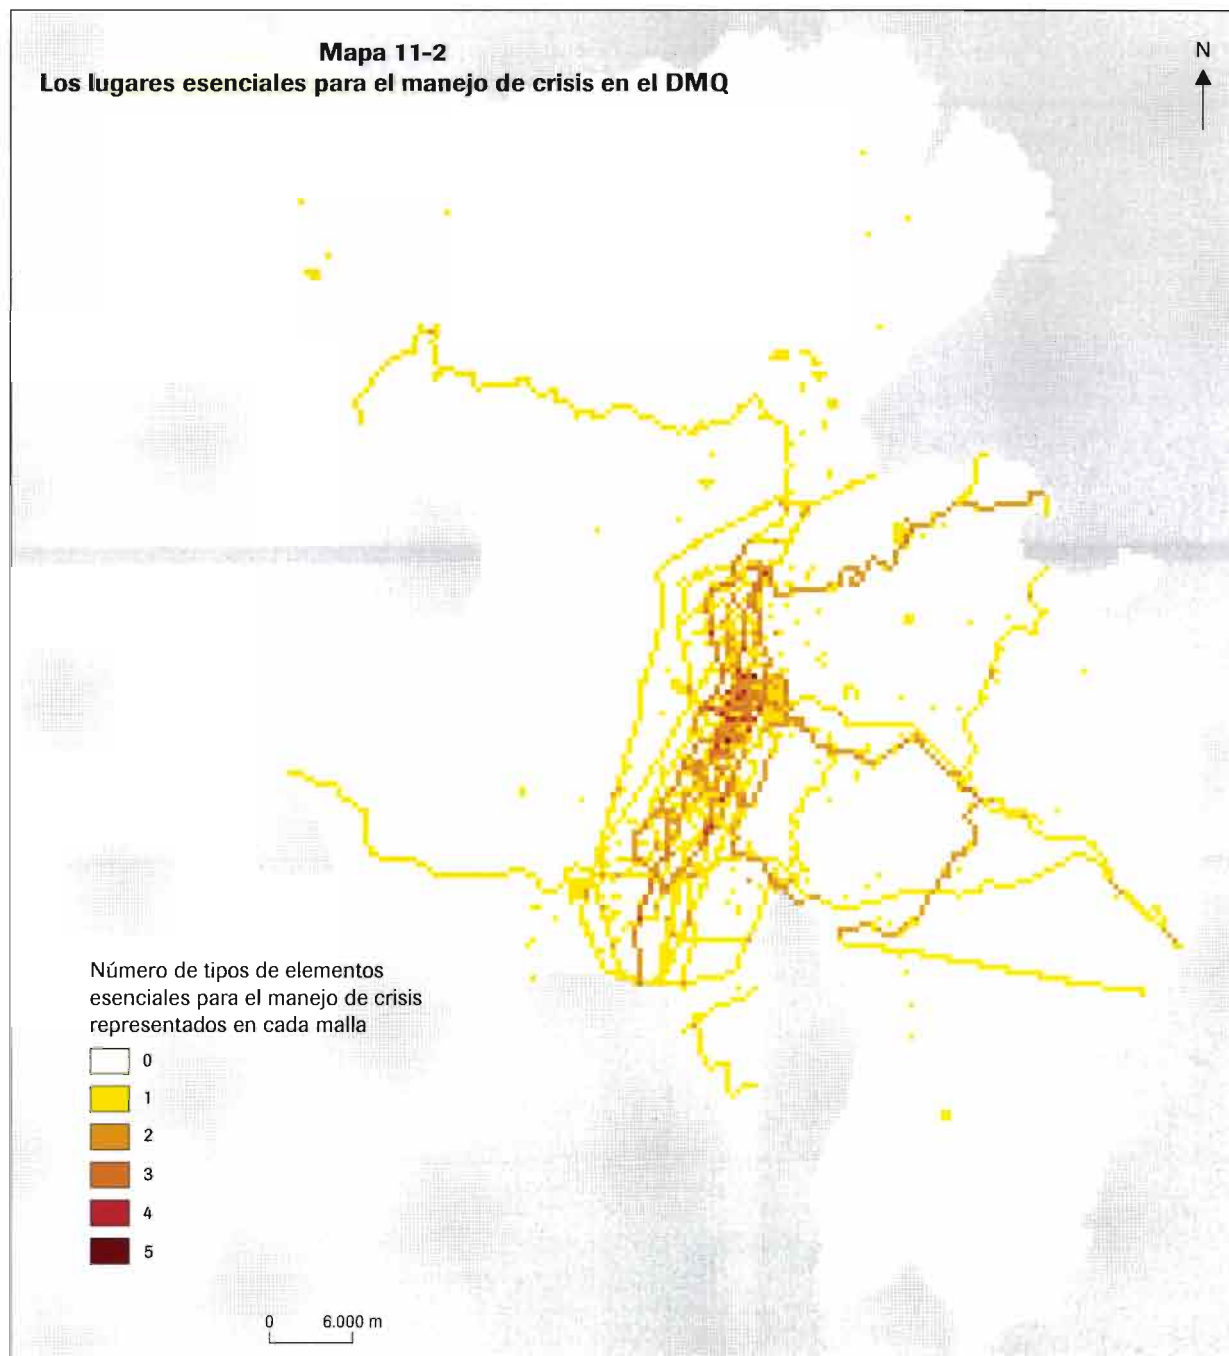 Mapa 11-2
Los lugares esenciales para el manejo de crisis en el DMQ
N
Número de tipos de elementos
esenciales para el manejo de crisis
representados en cada malla
0
1
2
3
4
5
0 6.000 m